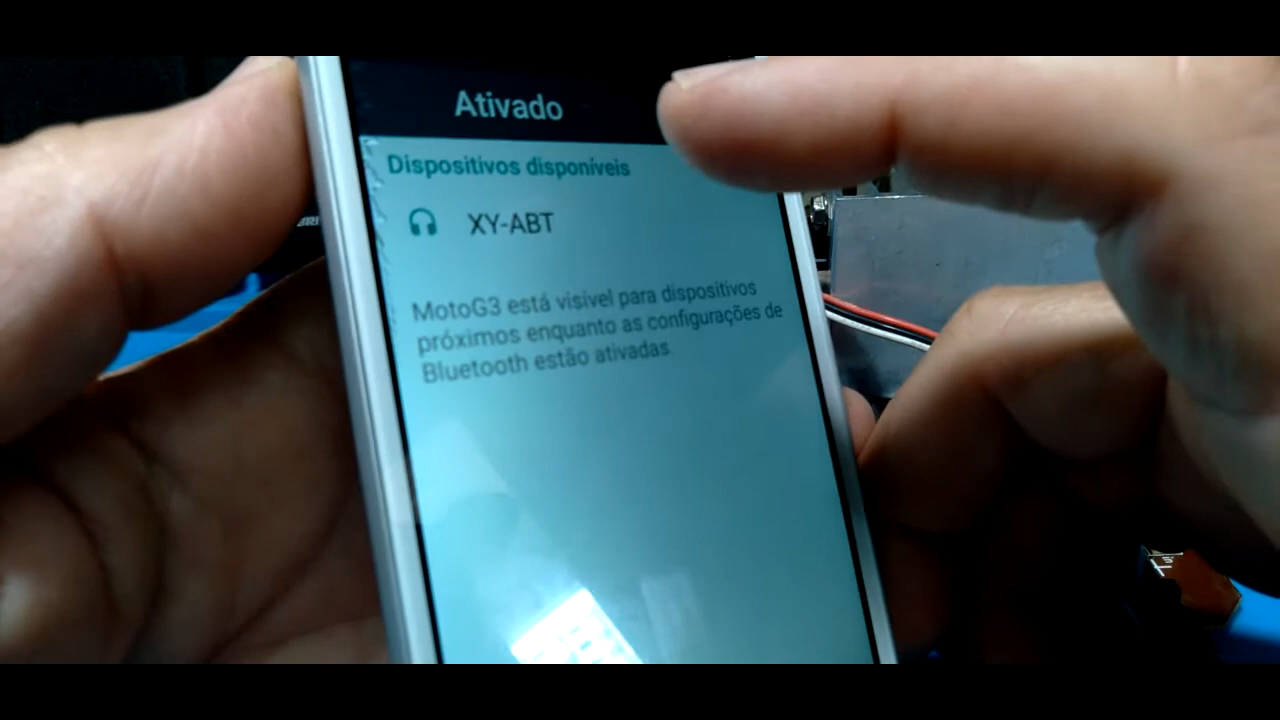 Ativado
Dispositivos disponíveis
XY-ABT
MotoG3 está visível para dispositivos
próximos enquanto as configurações de
Bluetooth estão ativadas.